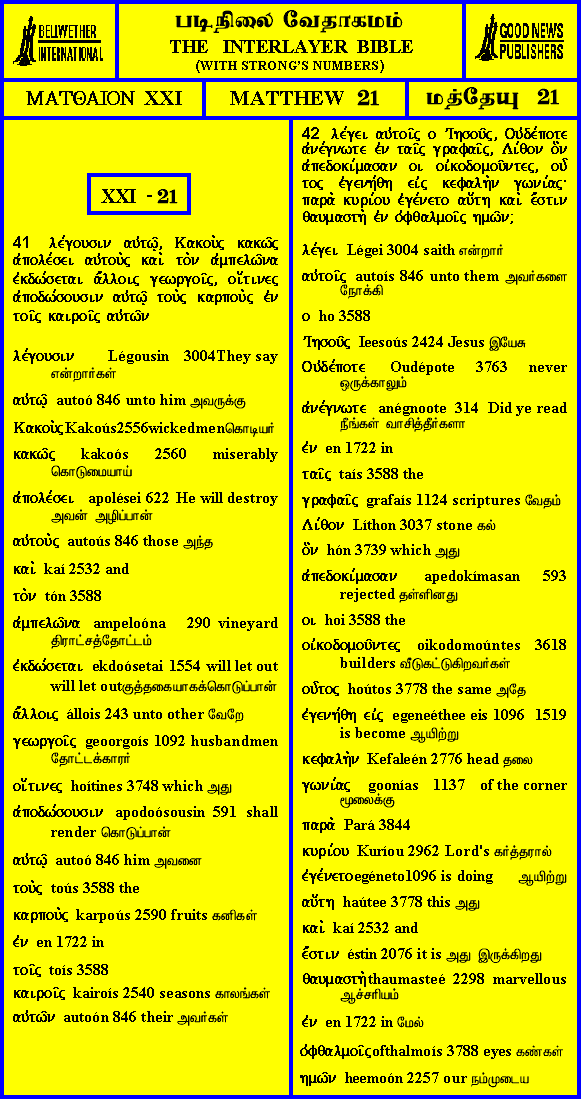 BELLWETHER
INTERNATIONAL
படிநிலை வேதாகமம்
THE INTERLAYER BIBLE
(WITH STRONG'S NUMBERS)
GOOD NEWS
PUBLISHERS
ΜΑΤΘΑΙΟΝ XXI
MATTHEW 21
மத்தேயு 21
XXI - 21
41 λέγουσιν αὐτῷ, Κακοὺς κακῶς
ἀπολέσει αὐτοὺς καὶ τὸν ἀμπελῶνα
ἐκδώσεται ἄλλοις γεωργοῖς, οἵτινες
ἀποδώσουσιν αὐτῷ τοὺς καρποὺς ἐν
τοῖς καιροῖς αὐτῶν
λέγουσιν Légousin 3004They say
என்றார்கள்
αὐτῷ autoó 846 unto him அவருக்கு
Κακοὺς Kakoús2556wickedmenகொடியர்
κακῶς kakoós 2560 miserably
கொடுமையாய்
ἀπολέσει apolései 622 He will destroy
அவன் அழிப்பான்
αὐτοὺς autoús 846 those அந்த
καὶ kaí 2532 and
τὸν tón 3588
ἀμπελῶνα ampeloóna 290 vineyard
திராட்சத்தோட்டம்
ἐκδώσεται ekdoósetai 1554 will let out
will let outகுத்தகையாகக்கொடுப்பான்
ἄλλοις állois 243 unto other வேறே
γεωργοῖς geoorgoís 1092 husbandmen
தோட்டக்காரர்
οἵτινες hoítines 3748 which அது
ἀποδώσουσιν apodoósousin 591 shall
render கொடுப்பான்
αὐτῷ autoó 846 him அவனை
τοὺς toús 3588 the
καρποὺς karpoús 2590 fruits கனிகள்
ἐν en 1722 in
τοῖς toís 3588
καιροῖς kairoís 2540 seasons காலங்கள்
αὐτῶν autoón 846 their அவர்கள்
42 λέγει αὐτοῖς ο Ἰησοῦς, Οὐδέποτε
ἀνέγνωτε ἐν ταῖς γραφαῖς, Λίθον ὃν
ἀπεδοκίμασαν οι οἰκοδομοῦντες, οὗ
τος ἐγενήθη εἰς κεφαλὴν γωνίας·
παρὰ κυρίου ἐγένετο αὕτη καὶ ἔστιν
θαυμαστὴ ἐν ὀφθαλμοῖς ημῶν;
λέγει Légei 3004 saith என்றார்
αὐτοῖς autoís 846 unto them அவர்களை
நோக்கி
ο ho 3588
Ἰησοῦς Ieesoús 2424 Jesus இயேசு
Οὐδέποτε Oudépote 3763 never
ஒருக்காலும்
ἀνέγνωτε anégnoote 314 Did ye read
நீங்கள் வாசித்தீர்களா
ἐν en 1722 in
ταῖς taís 3588 the
γραφαῖς grafaís 1124 scriptures வேதம்
Λίθον Líthon 3037 stone கல்
ὃν hón 3739 which அது
ἀπεδοκίμασαν apedokímasan 593
rejected தள்ளினது
οι hoi 3588 the
οἰκοδομοῦντες oikodomoúntes 3618
builders வீடுகட்டுகிறவர்கள்
οὗτος hoútos 3778 the same அதே
ἐγενήθη εἰς egeneéthee eis 1096 1519
is become ஆயிற்று
κεφαλὴν Kefaleén 2776 head தலை
γωνίας goonías 1137 of the corner
மூலைக்கு
παρὰ Pará 3844
κυρίου Kuríou 2962 Lord's கர்த்தரால்
ἐγένετο egéneto1096 is doing ஆயிற்று
αὕτη haútee 3778 this அது
καὶ kaí 2532 and
ἔστιν éstin 2076 it is அது இருக்கிறது
θαυμαστὴ thaumasteé 2298 marvellous
ஆச்சரியம்
ἐν en 1722 in மேல்
ὀφθαλμοῖς ofthalmoís 3788 eyes கண்கள்
ημῶν heemoón 2257 our நம்முடைய